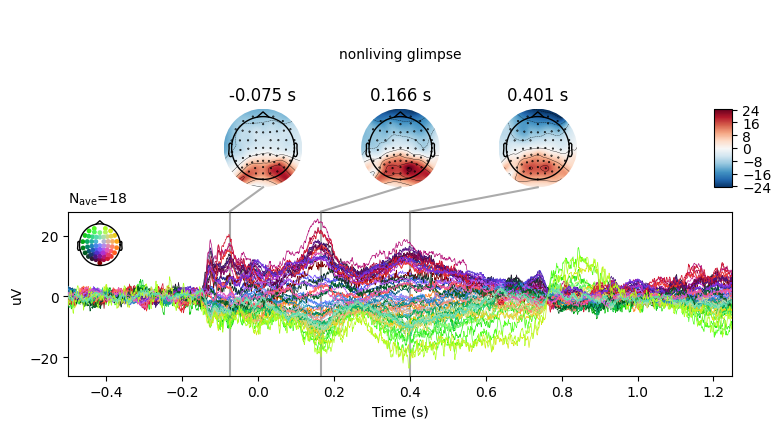 nonliving glimpse
-0.075 s 0.166 s 0.401 s
24
16
8
0
−8
−16
−24
Nave=18
20
0
−20
uV
−0.4 −0.2 0.0 0.2 0.4 0.6 0.8 1.0 1.2
Time (s)